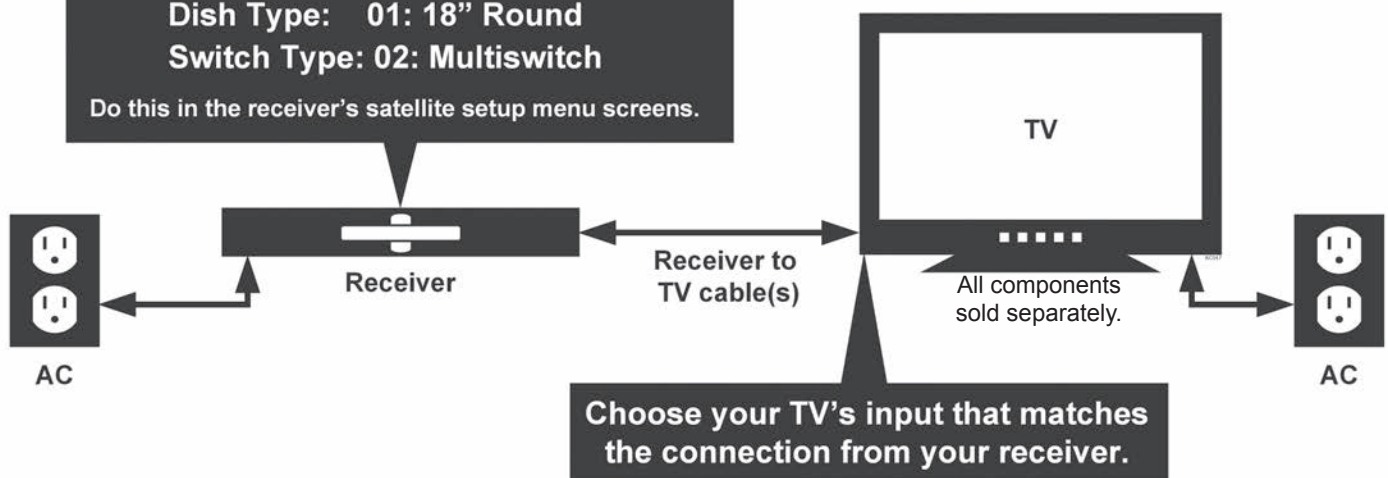 Dish Type: 01: 18” Round
Switch Type: 02: Multiswitch
Do this in the receiver’s satellite setup menu screens.
TV
Receiver
Receiver to
TV cable(s)
All components
sold separately.
AC
AC
Choose your TV’s input that matches
the connection from your receiver.